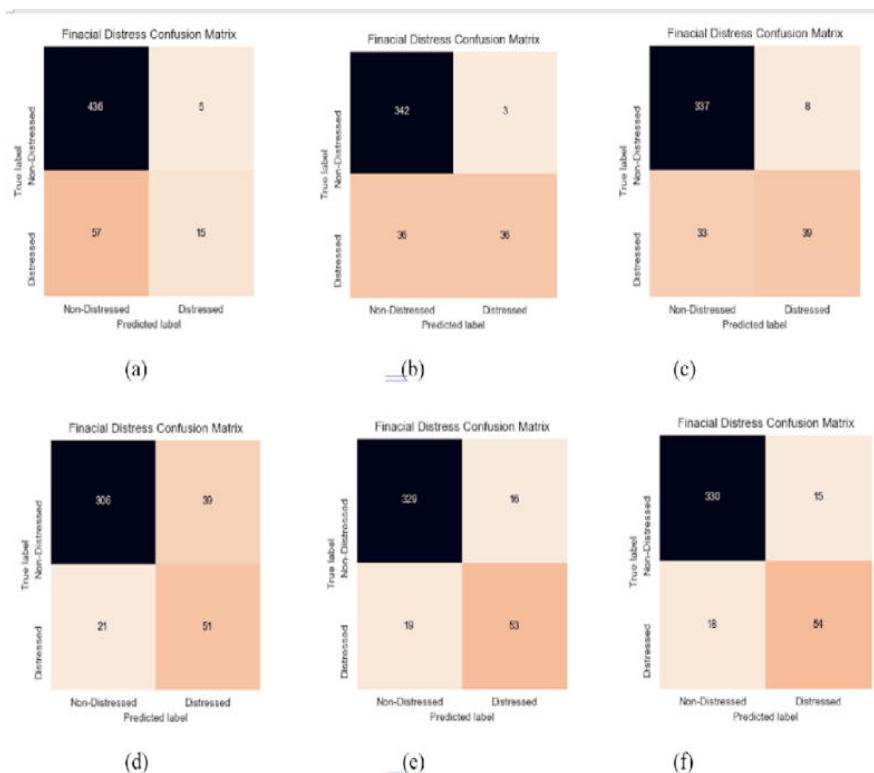 Finacial Distress Confusion Matrix
True label
Non-Distressed
Distressed
436
5
57
15
Non-Distressed
Distressed
Predicted label
(a)
Finacial Distress Confusion Matrix
True label
Non-Distressed
Distressed
342
3
36
36
Non-Distressed
Distressed
Predicted label
(b)
Finacial Distress Confusion Matrix
True label
Non-Distressed
Distressed
337
8
33
39
Non-Distressed
Distressed
Predicted label
(c)
Finacial Distress Confusion Matrix
True label
Non-Distressed
Distressed
306
39
21
51
Non-Distressed
Distressed
Predicted label
(d)
Finacial Distress Confusion Matrix
True label
Non-Distressed
Distressed
329
16
19
53
Non-Distressed
Distressed
Predicted label
(e)
Finacial Distress Confusion Matrix
True label
Non-Distressed
Distressed
330
15
18
54
Non-Distressed
Distressed
Predicted label
(f)